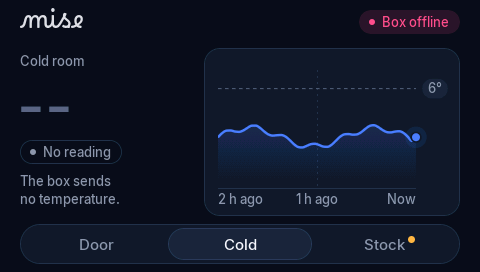 mise
Box offline
Cold room
— —
No reading
The box sends
no temperature.
6°
2 h ago
1 h ago
Now
Door
Cold
Stock